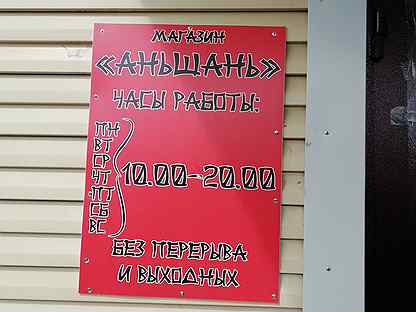 МАГАЗИН
«АНЬШАНЬ»
ЧАСЫ РАБОТЫ:
ПН
ВТ
СР
ЧТ
ПТ
СБ
ВС
10.00-20.00
БЕЗ ПЕРЕРЫВА
И ВЫХОДНЫХ